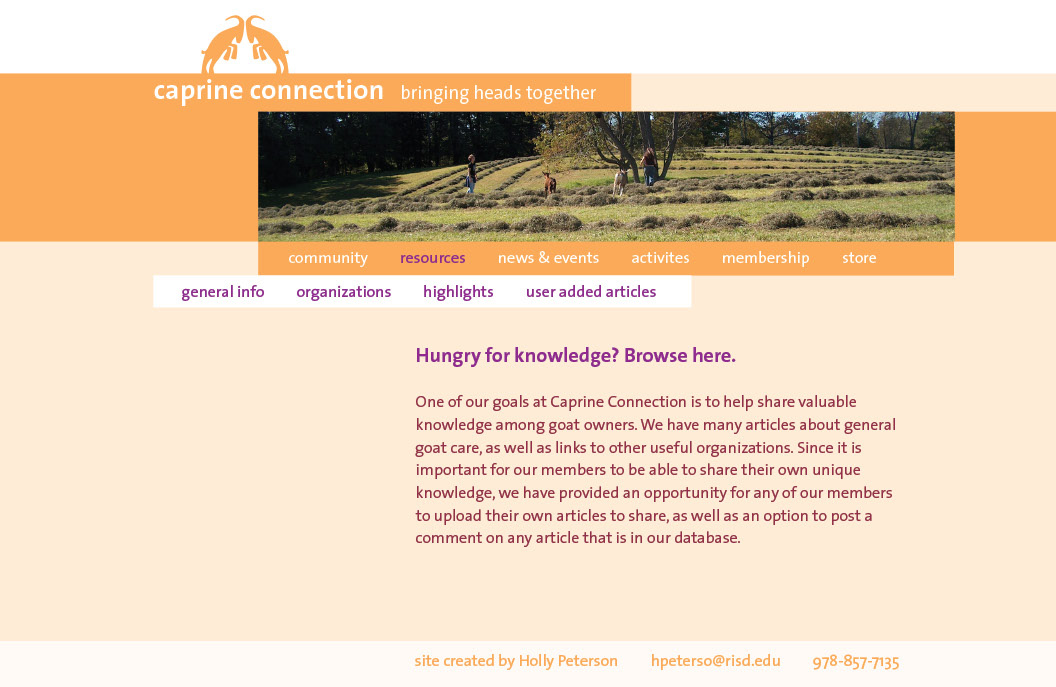 caprine connection bringing heads together
community resources news & events activites membership store
general info organizations highlights user added articles
Hungry for knowledge? Browse here.
One of our goals at Caprine Connection is to help share valuable
knowledge among goat owners. We have many articles about general
goat care, as well as links to other useful organizations. Since it is
important for our members to be able to share their own unique
knowledge, we have provided an opportunity for any of our members
to upload their own articles to share, as well as an option to post a
comment on any article that is in our database.
site created by Holly Peterson hpeterso@risd.edu 978-857-7135